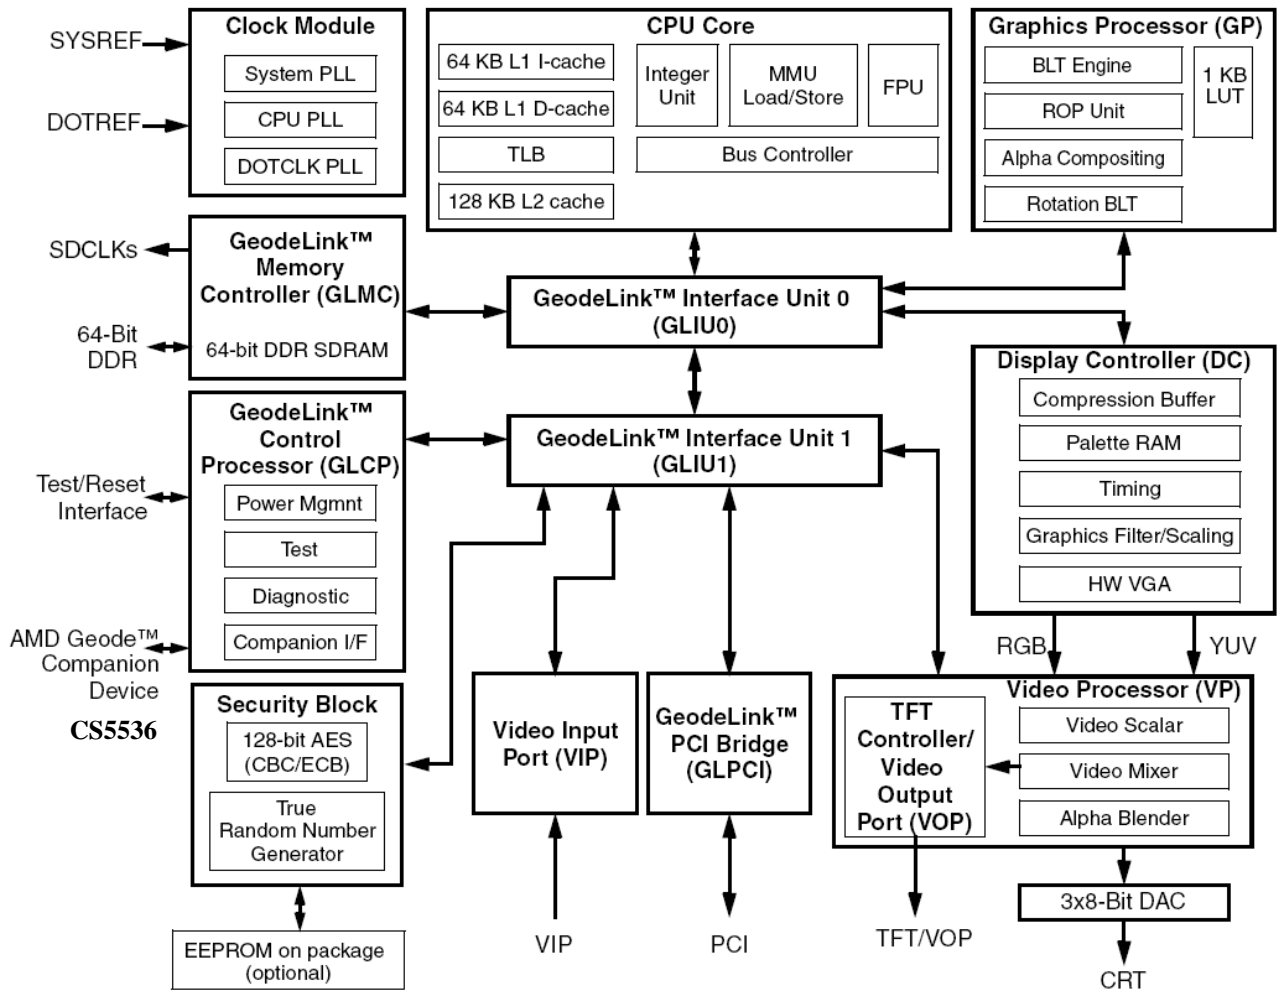 SYSREF
DOTREF
Clock Module
System PLL
CPU PLL
DOTCLK PLL
CPU Core
64 KB L1 I-cache
64 KB L1 D-cache
TLB
128 KB L2 cache
Integer
Unit
MMU
Load/Store
FPU
Bus Controller
Graphics Processor (GP)
BLT Engine
ROP Unit
Alpha Compositing
Rotation BLT
1 KB
LUT
SDCLKs
64-Bit
DDR
GeodeLink™
Memory
Controller (GLMC)
64-bit DDR SDRAM
GeodeLink™ Interface Unit 0
(GLIU0)
Display Controller (DC)
Compression Buffer
Palette RAM
Timing
Graphics Filter/Scaling
HW VGA
GeodeLink™
Control
Processor (GLCP)
Power Mgmnt
Test
Diagnostic
Companion I/F
Test/Reset
Interface
AMD Geode™
Companion
Device
CS5536
GeodeLink™ Interface Unit 1
(GLIU1)
RGB
YUV
Security Block
128-bit AES
(CBC/ECB)
True
Random Number
Generator
EEPROM on package
(optional)
Video Input
Port (VIP)
VIP
GeodeLink™
PCI Bridge
(GLPCI)
PCI
Video Processor (VP)
TFT
Controller/
Video
Output
Port (VOP)
Video Scalar
Video Mixer
Alpha Blender
TFT/VOP
3x8-Bit DAC
CRT